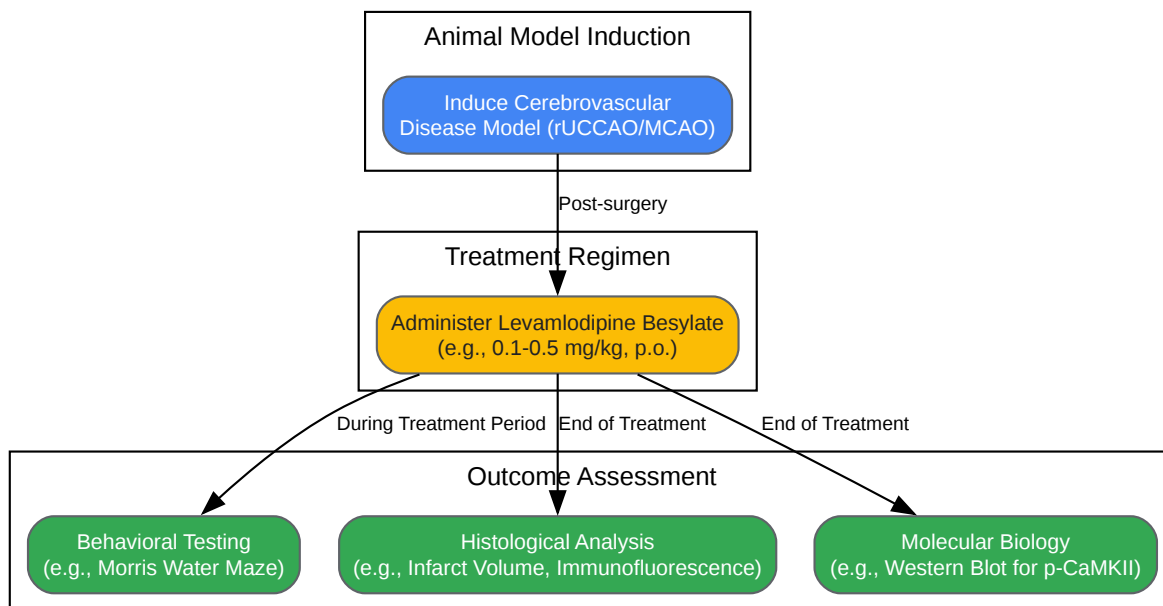 Animal Model Induction
Induce Cerebrovascular
Disease Model (rUCCAO/MCAO)
Post-surgery
Treatment Regimen
Administer Levamlodipine Besylate
(e.g., 0.1-0.5 mg/kg, p.o.)
During Treatment Period
End of Treatment
End of Treatment
Outcome Assessment
Behavioral Testing
(e.g., Morris Water Maze)
Histological Analysis
(e.g., Infarct Volume, Immunofluorescence)
Molecular Biology
(e.g., Western Blot for p-CaMKII)